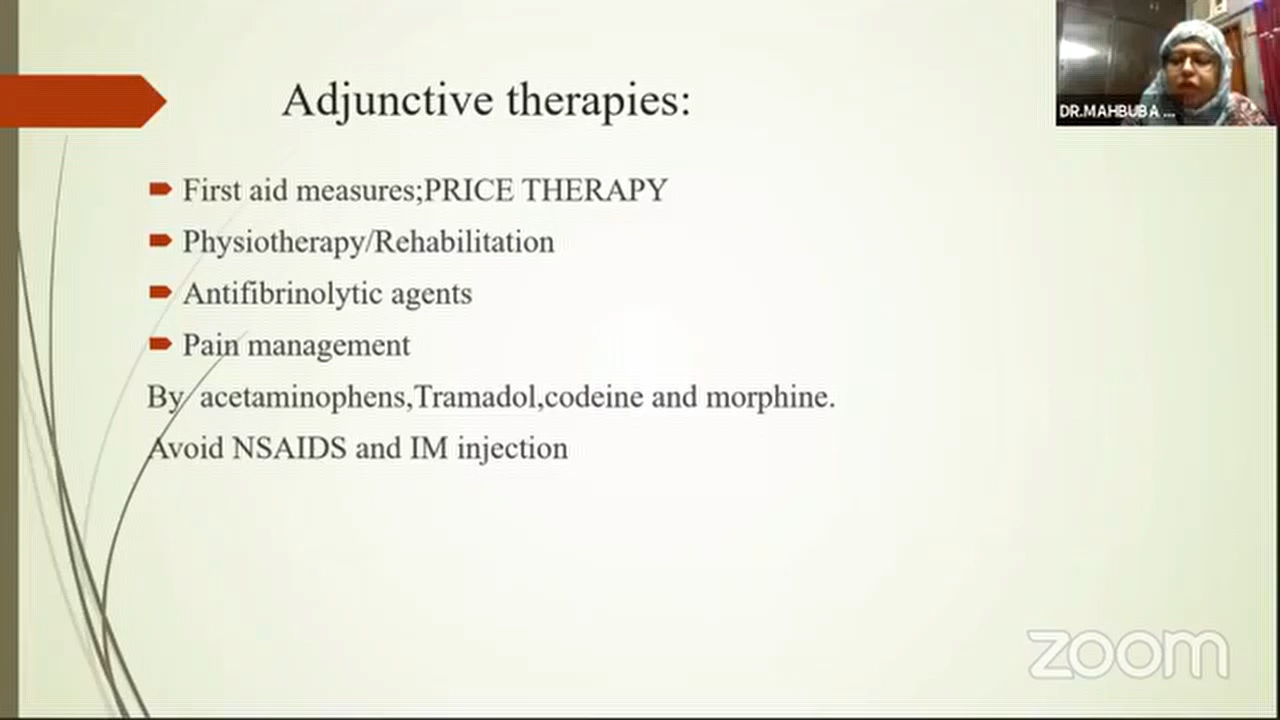 Adjunctive therapies:
DR.MAHBUBA ...
First aid measures;PRICE THERAPY
Physiotherapy/Rehabilitation
Antifibrinolytic agents
Pain management
By acetaminophens,Tramadol,codeine and morphine.
Avoid NSAIDS and IM injection
zoom